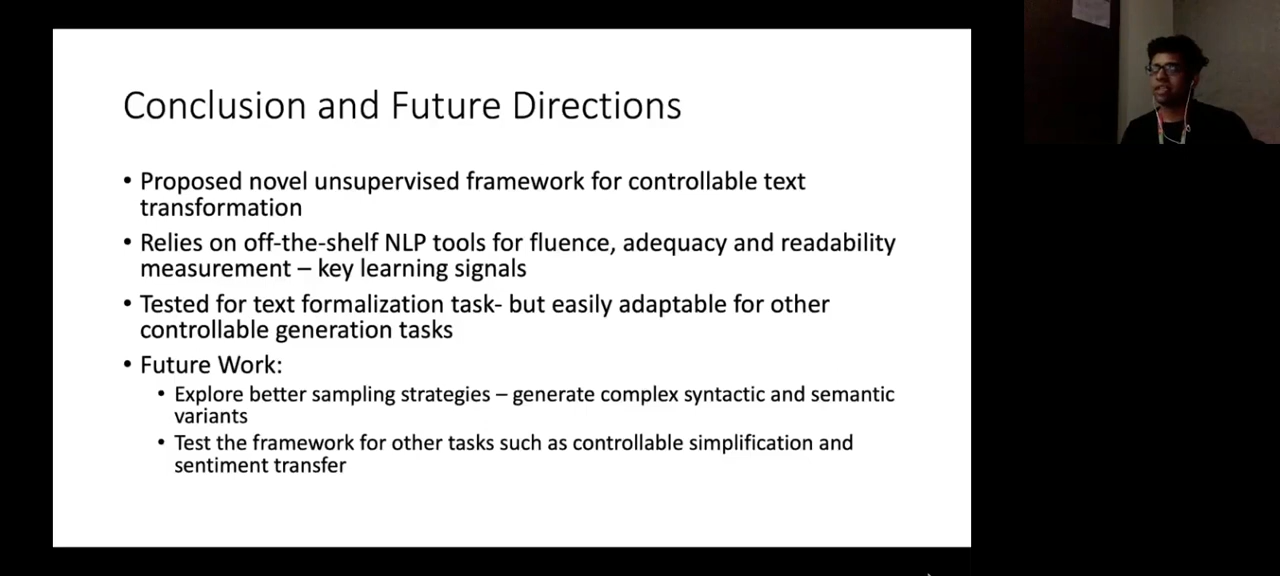 Conclusion and Future Directions
• Proposed novel unsupervised framework for controllable text
transformation
• Relies on off-the-shelf NLP tools for fluence, adequacy and readability
measurement – key learning signals
• Tested for text formalization task- but easily adaptable for other
controllable generation tasks
• Future Work:
• Explore better sampling strategies – generate complex syntactic and semantic
variants
• Test the framework for other tasks such as controllable simplification and
sentiment transfer